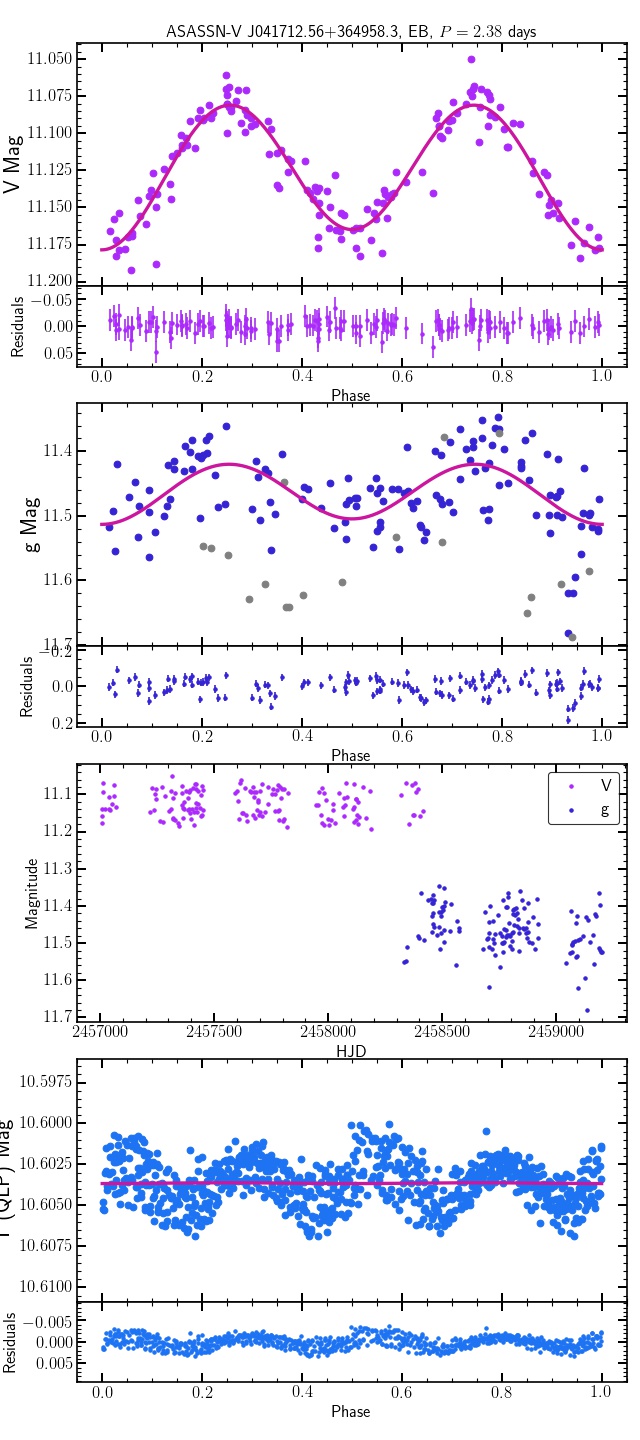 ASASSN-V J041712.56+364958.3, EB, P = 2.38 days
V Mag
11.050
11.075
11.100
11.125
11.150
11.175
11.200
Residuals
−0.05
0.00
0.05
0.0 0.2 0.4 0.6 0.8 1.0
Phase
g Mag
11.4
11.5
11.6
11.7
Residuals
−0.2
0.0
0.2
0.0 0.2 0.4 0.6 0.8 1.0
Phase
Magnitude
11.1
11.2
11.3
11.4
11.5
11.6
11.7
V
g
2457000 2457500 2458000 2458500 2459000
HJD
T (QLP) Mag
10.5975
10.6000
10.6025
10.6050
10.6075
10.6100
Residuals
−0.005
0.000
0.005
0.0 0.2 0.4 0.6 0.8 1.0
Phase